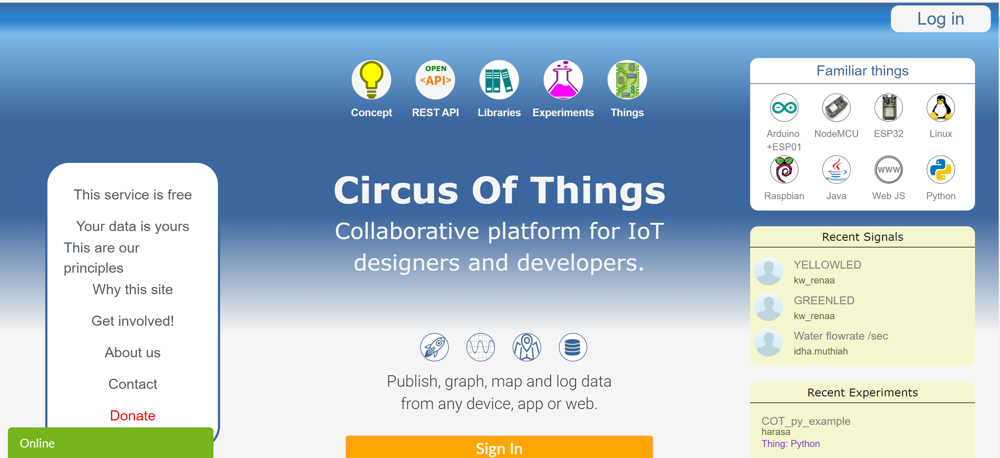 Log in
OPEN
<API>
Concept
REST API
Libraries
Experiments
Things
This service is free
Your data is yours
This are our
principles
Why this site
Get involved!
About us
Contact
Donate
Online
Circus Of Things
Collaborative platform for IoT
designers and developers.
Publish, graph, map and log data
from any device, app or web.
Sign In
Familiar things
Arduino
+ESP01
NodeMCU
ESP32
Linux
Raspbian
Java
WWW
Web JS
Python
Recent Signals
YELLOWLED
kw_renaa
GREENLED
kw_renaa
Water flowrate /sec
idha.muthiah
Recent Experiments
COT_py_example
harasa
Thing: Python